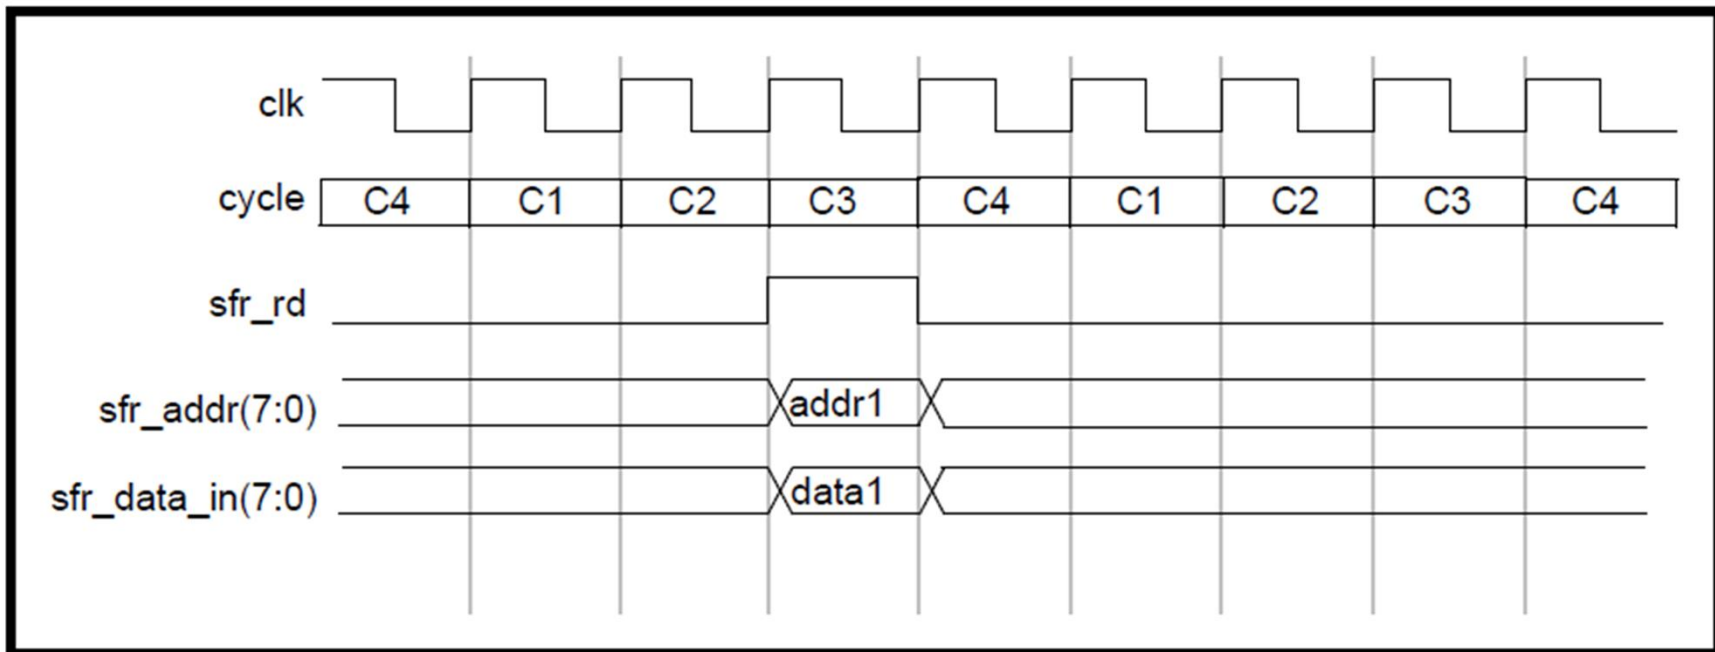 clk
cycle C4 C1 C2 C3 C4 C1 C2 C3 C4
sfr_rd
sfr_addr(7:0) addr1
sfr_data_in(7:0) data1